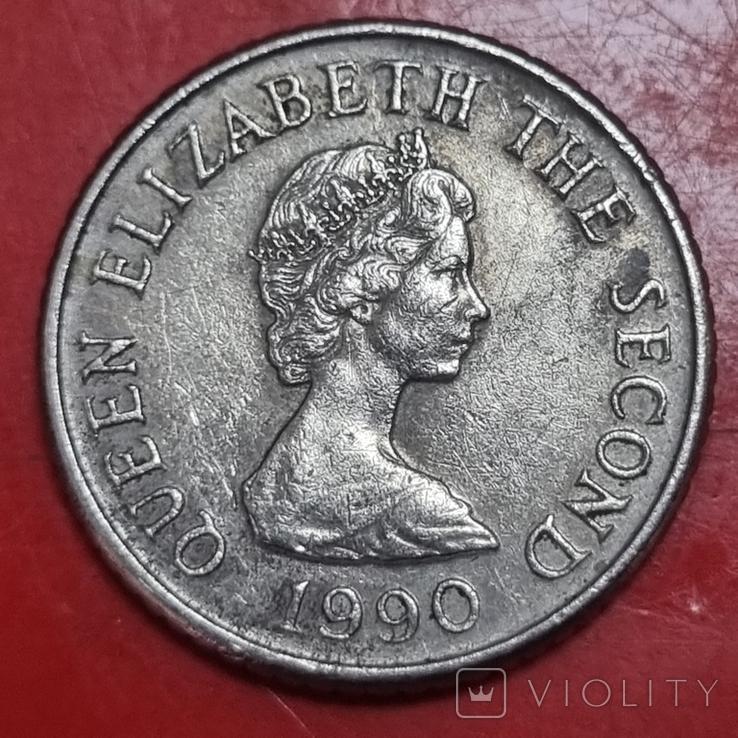 QUEEN ELIZABETH THE SECOND
1990
VIOLITY